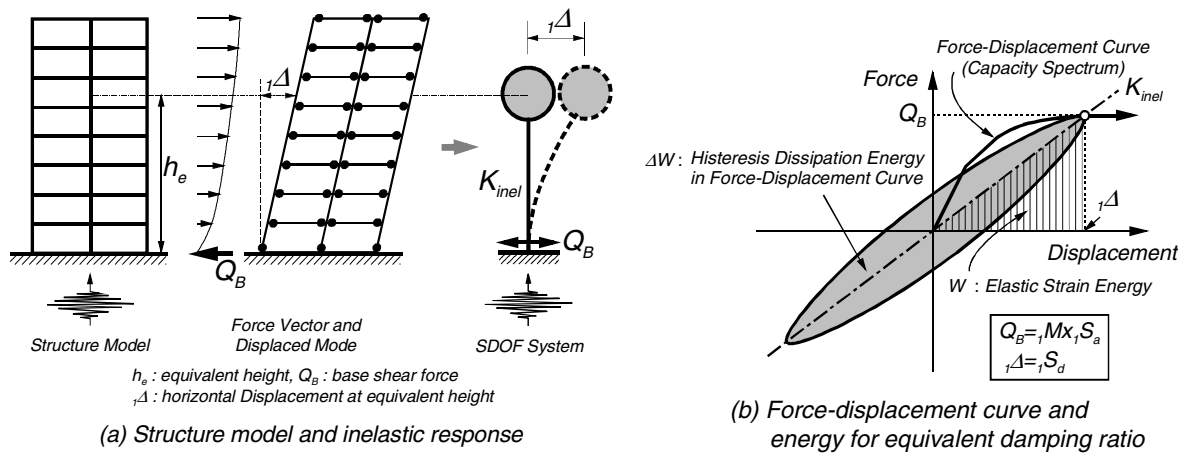 ₁Δ
₁Δ
hₑ
K_inel
Q_B
Q_B
Structure Model
Force Vector and
Displaced Mode
SDOF System
hₑ : equivalent height, Q_B : base shear force
₁Δ : horizontal Displacement at equivalent height
(a) Structure model and inelastic response
Force-Displacement Curve
(Capacity Spectrum)
Force
K_inel
Q_B
ΔW : Histeresis Dissipation Energy
in Force-Displacement Curve
₁Δ
Displacement
W : Elastic Strain Energy
Q_B=₁Mx₁Sₐ
₁Δ=₁S_d
(b) Force-displacement curve and
energy for equivalent damping ratio